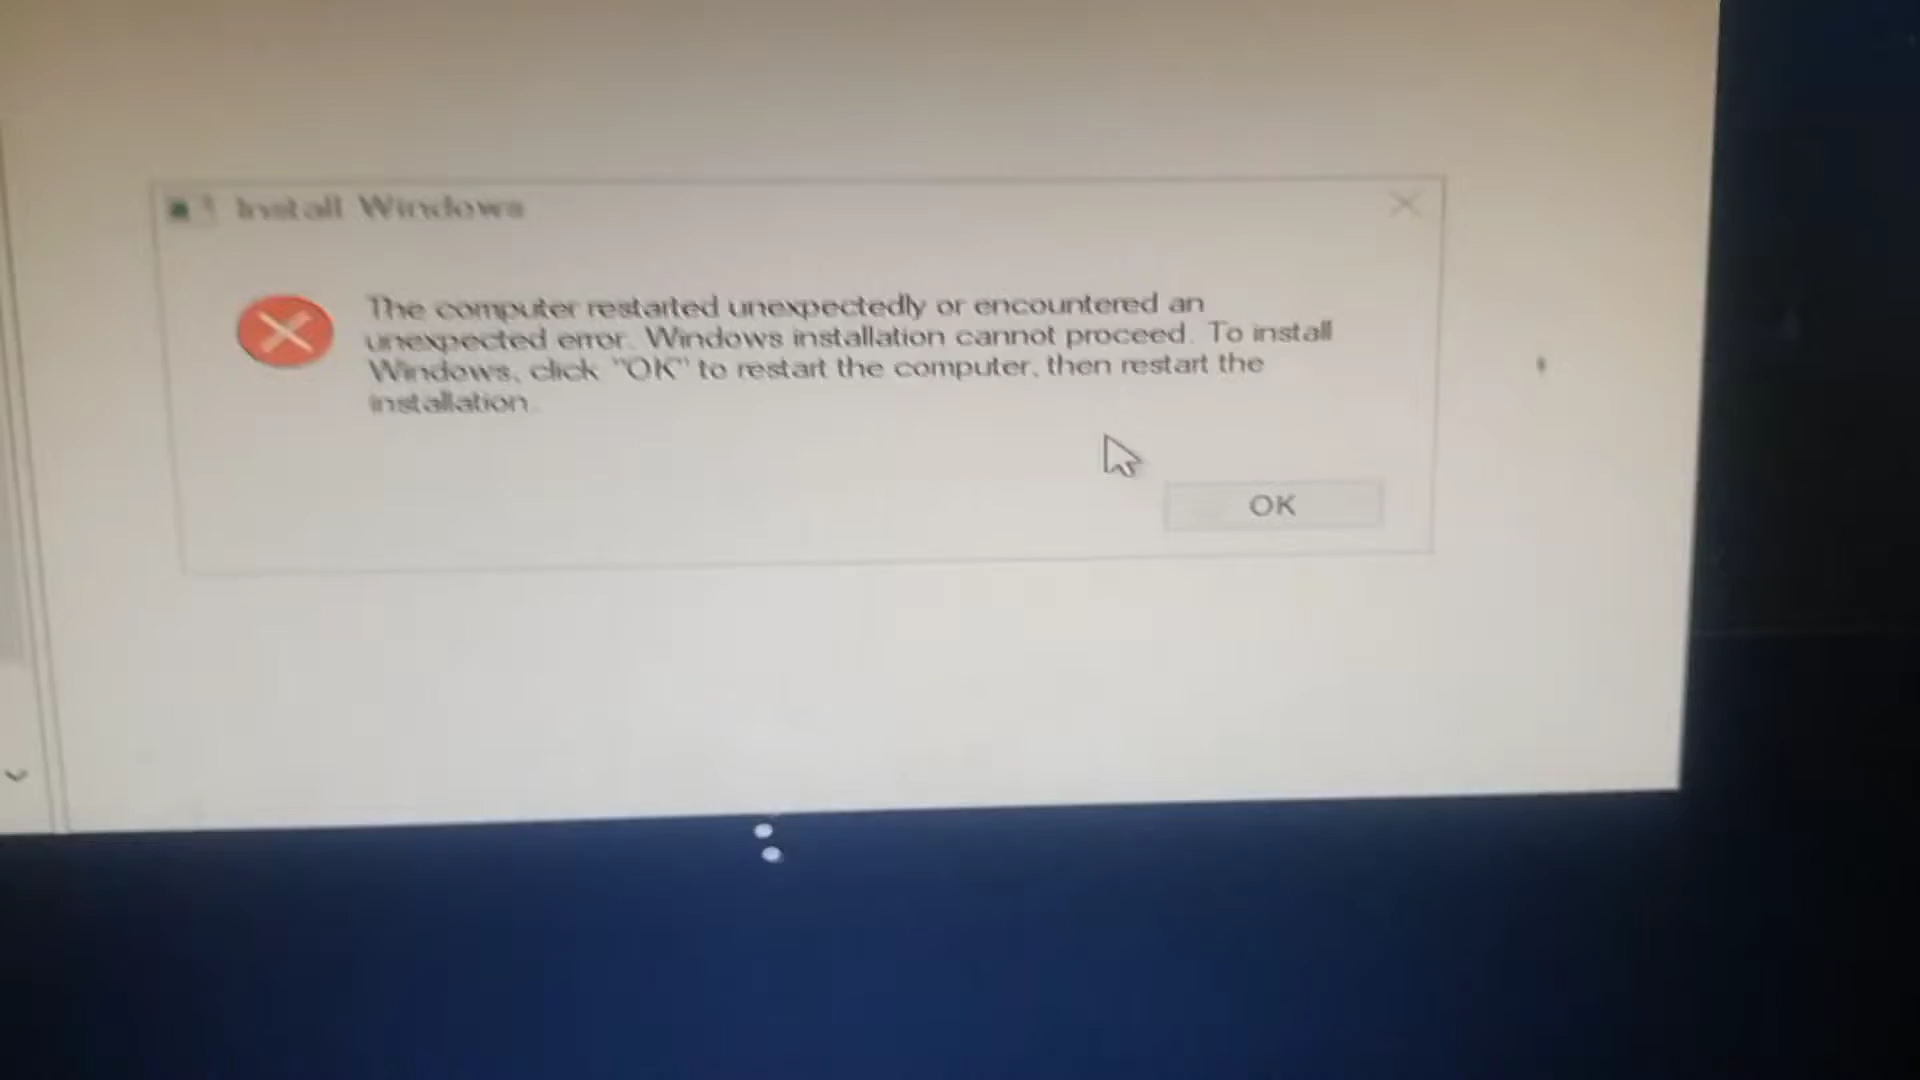 Install Windows
The computer restarted unexpectedly or encountered an
unexpected error. Windows installation cannot proceed. To install
Windows, click "OK" to restart the computer, then restart the
installation.
OK